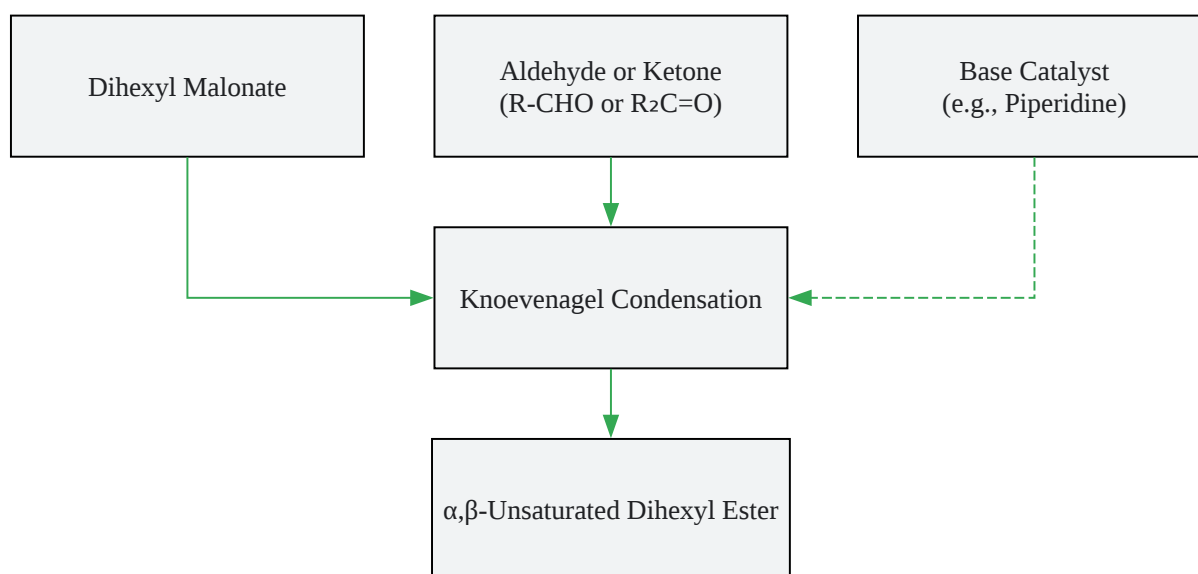 Dihexyl Malonate
Aldehyde or Ketone
(R-CHO or R₂C=O)
Base Catalyst
(e.g., Piperidine)
Knoevenagel Condensation
α,β-Unsaturated Dihexyl Ester